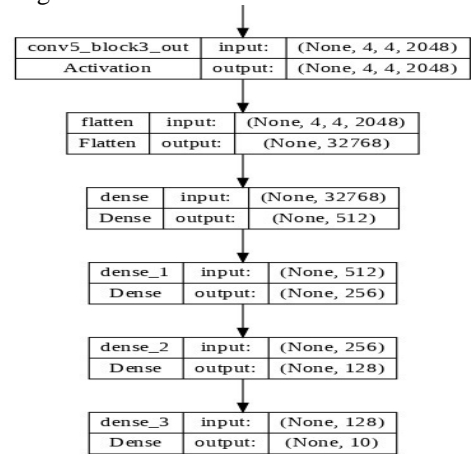 conv5_block3_out input: (None, 4, 4, 2048)
Activation output: (None, 4, 4, 2048)
flatten input: (None, 4, 4, 2048)
Flatten output: (None, 32768)
dense input: (None, 32768)
Dense output: (None, 512)
dense_1 input: (None, 512)
Dense output: (None, 256)
dense_2 input: (None, 256)
Dense output: (None, 128)
dense_3 input: (None, 128)
Dense output: (None, 10)